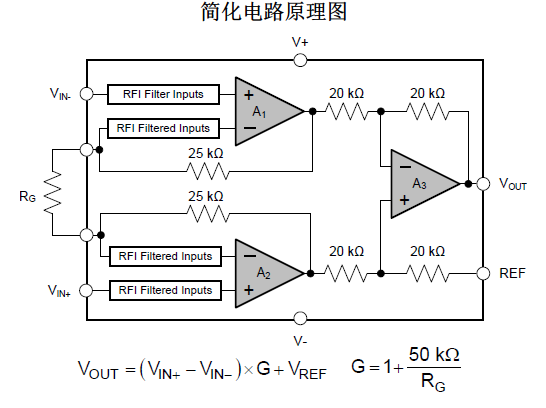 简化电路原理图
V+
VIN-
RFI Filter Inputs
RFI Filtered Inputs
+
−
A1
20 kΩ
20 kΩ
25 kΩ
RG
−
+
A3
VOUT
25 kΩ
RFI Filtered Inputs
RFI Filtered Inputs
−
+
A2
20 kΩ
20 kΩ
REF
VIN+
V-
VOUT = (VIN+ − VIN−) × G + VREF G = 1+ 50 kΩ / RG